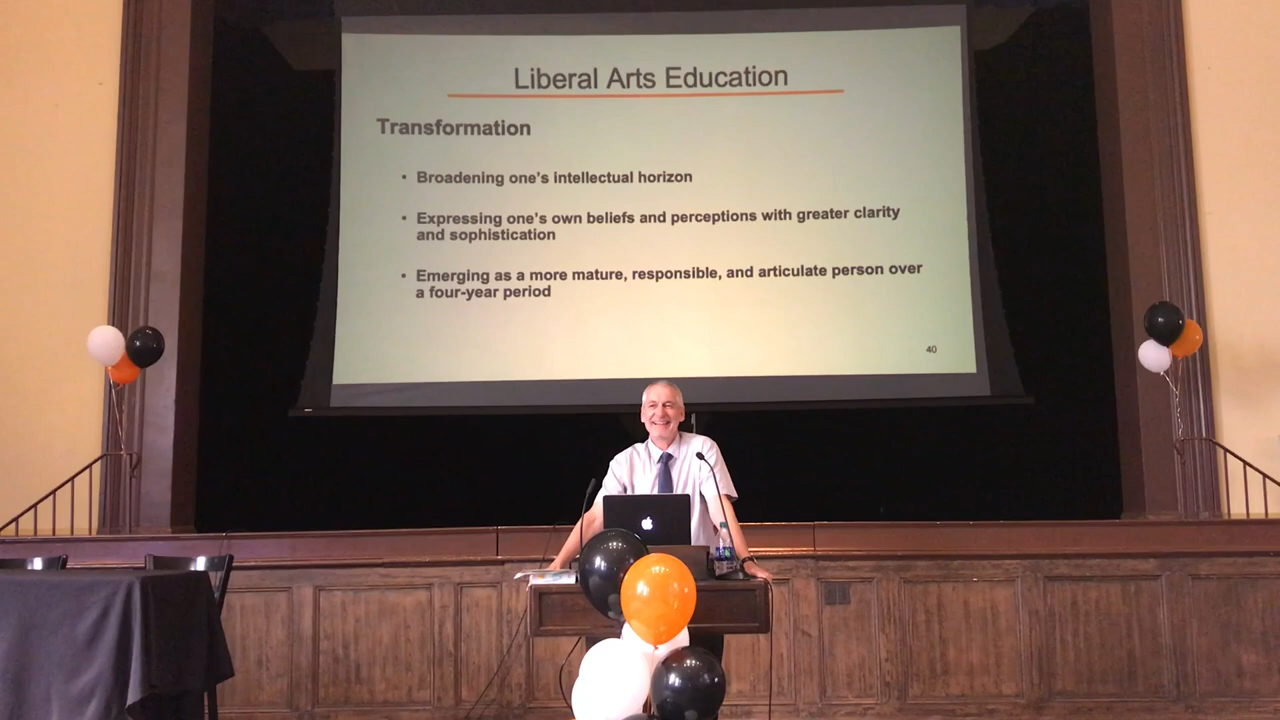 Liberal Arts Education
Transformation
• Broadening one's intellectual horizon
• Expressing one's own beliefs and perceptions with greater clarity
and sophistication
• Emerging as a more mature, responsible, and articulate person over
a four-year period
40